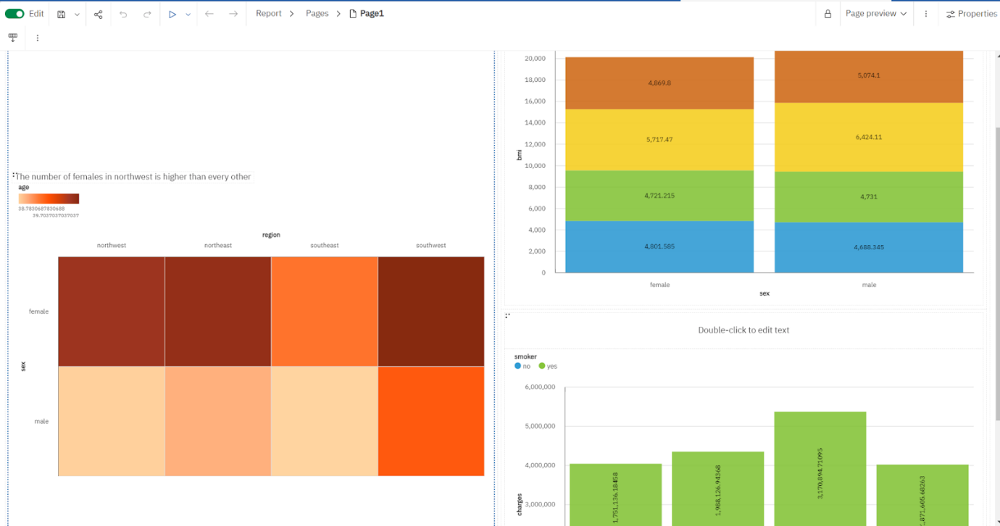 Edit
Report
Pages
Page1
Page preview
Properties
The number of females in northwest is higher than every other
age
38.7830687830688
39.7037037037037
region
northwest northeast southeast southwest
female
male
sex
20,000
18,000
16,000
14,000
12,000
10,000
8,000
6,000
4,000
2,000
0
bmi
4,869.8
5,717.47
4,721.215
4,801.585
5,074.1
6,424.11
4,731
4,688.345
female male
sex
Double-click to edit text
smoker
no yes
6,000,000
5,000,000
4,000,000
3,000,000
charges
1,751,136.18458
1,988,126.94368
3,170,894.71095
,871,605.68263